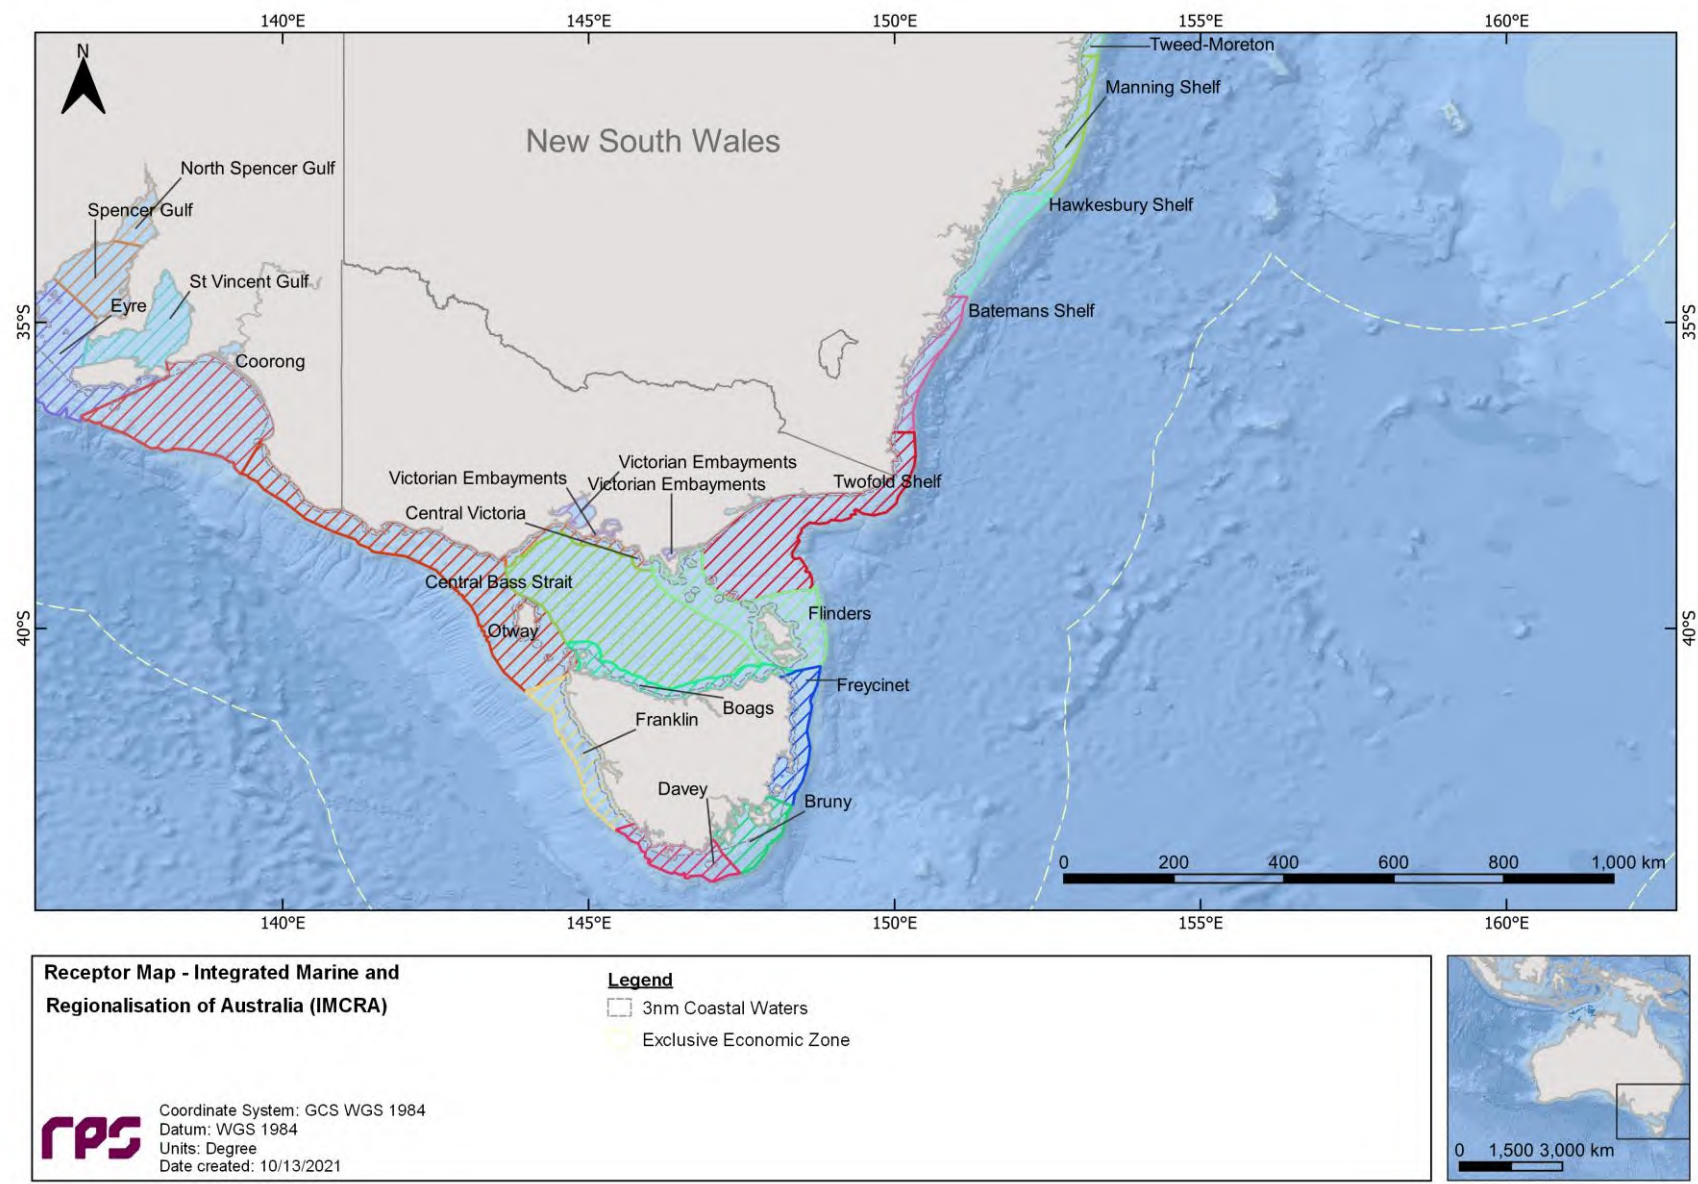 140°E
145°E
150°E
155°E
160°E
N
Tweed-Moreton
Manning Shelf
New South Wales
North Spencer Gulf
Spencer Gulf
Hawkesbury Shelf
St Vincent Gulf
Eyre
Batemans Shelf
35°S
35°S
Coorong
Victorian Embayments
Victorian Embayments
Victorian Embayments
Twofold Shelf
Central Victoria
Central Bass Strait
Flinders
40°S
40°S
Otway
Freycinet
Boags
Franklin
Davey
Bruny
0 200 400 600 800 1,000 km
140°E
145°E
150°E
155°E
160°E
Receptor Map - Integrated Marine and
Regionalisation of Australia (IMCRA)
Legend
3nm Coastal Waters
Exclusive Economic Zone
rps
Coordinate System: GCS WGS 1984
Datum: WGS 1984
Units: Degree
Date created: 10/13/2021
0 1,500 3,000 km